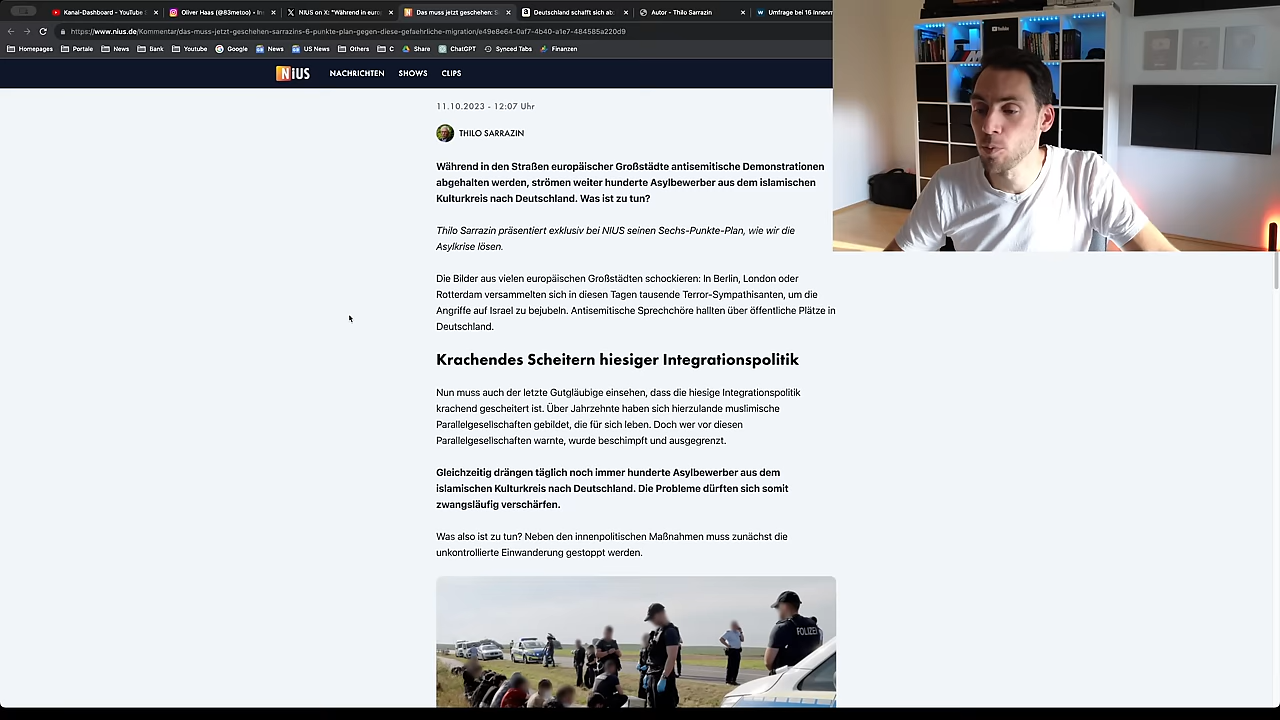 Kanal-Dashboard - YouTube
Oliver Haas (@83metoo) • In
NIUS on X: "Während in euro
Das muss jetzt geschehen: S
Deutschland schafft sich ab
Autor - Thilo Sarrazin
Umfrage bei 16 Innenm
https://www.nius.de/Kommentar/das-muss-jetzt-geschehen-sarrazins-6-punkte-plan-gegen-diese-gefaehrliche-migration/e49e8e64-0af7-4b40-a1e7-484585a220d9
Homepages
Portale
News
Bank
Youtube
Google
News
US News
Others
C
Share
ChatGPT
Synced Tabs
Finanzen
NiUS
NACHRICHTEN
SHOWS
CLIPS
11.10.2023 - 12:07 Uhr
THILO SARRAZIN
Während in den Straßen europäischer Großstädte antisemitische Demonstrationen
abgehalten werden, strömen weiter hunderte Asylbewerber aus dem islamischen
Kulturkreis nach Deutschland. Was ist zu tun?
Thilo Sarrazin präsentiert exklusiv bei NIUS seinen Sechs-Punkte-Plan, wie wir die
Asylkrise lösen.
Die Bilder aus vielen europäischen Großstädten schockieren: In Berlin, London oder
Rotterdam versammelten sich in diesen Tagen tausende Terror-Sympathisanten, um die
Angriffe auf Israel zu bejubeln. Antisemitische Sprechchöre hallten über öffentliche Plätze in
Deutschland.
Krachendes Scheitern hiesiger Integrationspolitik
Nun muss auch der letzte Gutgläubige einsehen, dass die hiesige Integrationspolitik
krachend gescheitert ist. Über Jahrzehnte haben sich hierzulande muslimische
Parallelgesellschaften gebildet, die für sich leben. Doch wer vor diesen
Parallelgesellschaften warnte, wurde beschimpft und ausgegrenzt.
Gleichzeitig drängen täglich noch immer hunderte Asylbewerber aus dem
islamischen Kulturkreis nach Deutschland. Die Probleme dürften sich somit
zwangsläufig verschärfen.
Was also ist zu tun? Neben den innenpolitischen Maßnahmen muss zunächst die
unkontrollierte Einwanderung gestoppt werden.
POLIZEI
YouTube